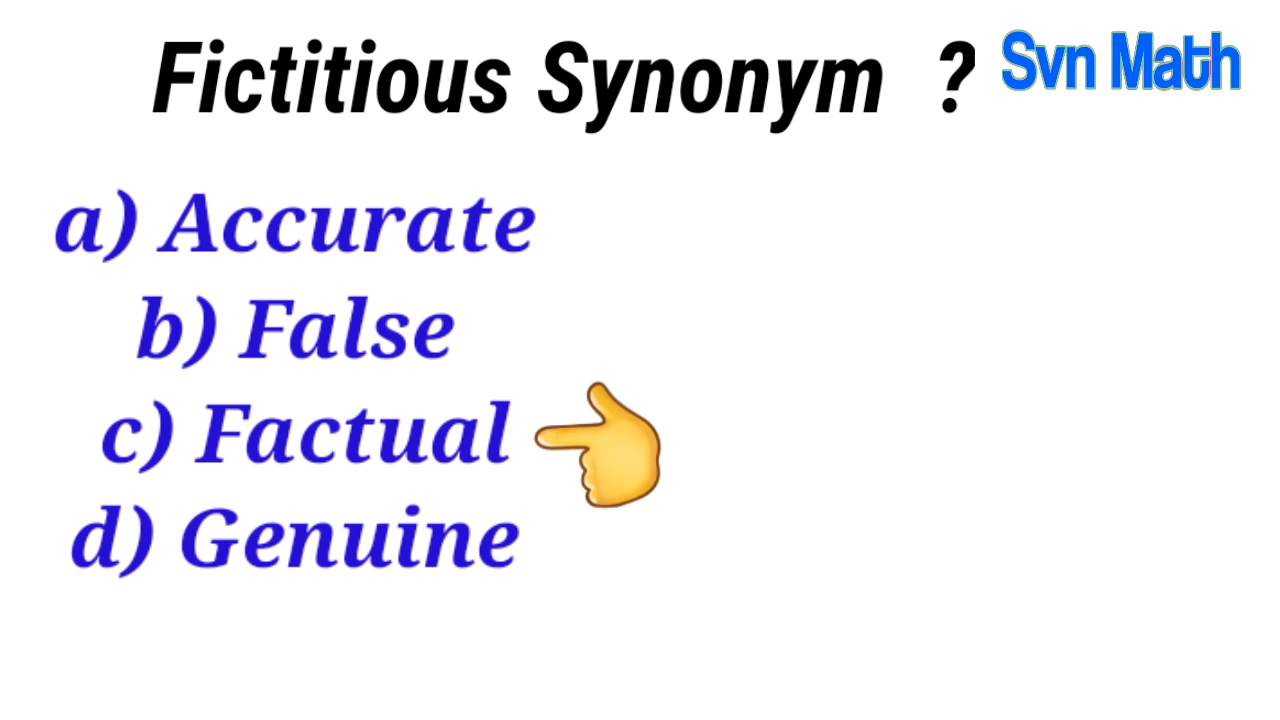 Fictitious Synonym ?
Svn Math
a) Accurate
b) False
c) Factual
d) Genuine